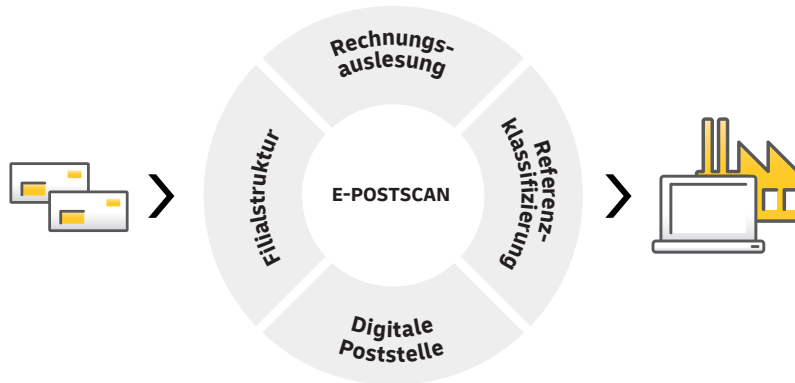 Rechnungs-
auslesung
Filialstruktur
E-POSTSCAN
Referenz-
klassifizierung
Digitale
Poststelle